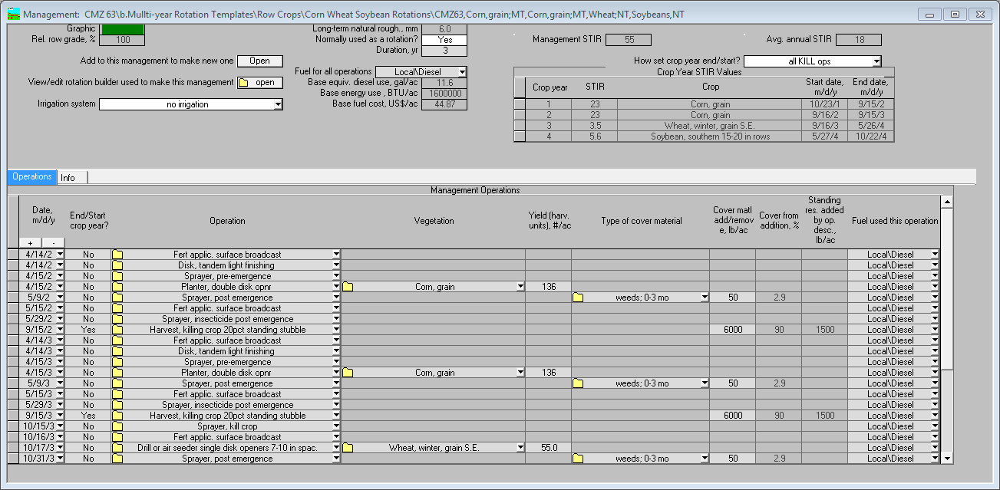 Management: CMZ 63\b.Mullti-year Rotation Templates\Row Crops\Corn Wheat Soybean Rotations\CMZ63,Corn,grain;MT,Corn,grain;MT,Wheat;NT,Soybeans,NT
Graphic
Rel. row grade, % 100
Long-term natural rough., mm 6.0
Normally used as a rotation? Yes
Duration, yr 3
Management STIR 55
Avg. annual STIR 18
Add to this management to make new one Open
How set crop year end/start? all KILL ops
View/edit rotation builder used to make this management open
Fuel for all operations Local\Diesel
Base equiv. diesel use, gal/ac 11.6
Base energy use , BTU/ac 1600000
Base fuel cost, US$/ac 44.87
Irrigation system no irrigation
Crop Year STIR Values
Crop year STIR Crop Start date, m/d/y End date, m/d/y
1 23 Corn, grain 10/23/1 9/15/2
2 23 Corn, grain 9/16/2 9/15/3
3 3.5 Wheat, winter, grain S.E. 9/16/3 5/26/4
4 5.6 Soybean, southern 15-20 in rows 5/27/4 10/22/4
Operations Info
Management Operations
Date, m/d/y End/Start crop year? Operation Vegetation Yield (harv. units), #/ac Type of cover material Cover matl add/remov e, lb/ac Cover from addition, % Standing res. added by op. desc., lb/ac Fuel used this operation
+ -
4/14/2 No Fert applic. surface broadcast Local\Diesel
4/14/2 No Disk, tandem light finishing Local\Diesel
4/15/2 No Sprayer, pre-emergence Local\Diesel
4/15/2 No Planter, double disk opnr Corn, grain 136 Local\Diesel
5/9/2 No Sprayer, post emergence weeds; 0-3 mo 50 2.9 Local\Diesel
5/15/2 No Fert applic. surface broadcast Local\Diesel
5/29/2 No Sprayer, insecticide post emergence Local\Diesel
9/15/2 Yes Harvest, killing crop 20pct standing stubble 6000 90 1500 Local\Diesel
4/14/3 No Fert applic. surface broadcast Local\Diesel
4/14/3 No Disk, tandem light finishing Local\Diesel
4/15/3 No Sprayer, pre-emergence Local\Diesel
4/15/3 No Planter, double disk opnr Corn, grain 136 Local\Diesel
5/9/3 No Sprayer, post emergence weeds; 0-3 mo 50 2.9 Local\Diesel
5/15/3 No Fert applic. surface broadcast Local\Diesel
5/29/3 No Sprayer, insecticide post emergence Local\Diesel
9/15/3 Yes Harvest, killing crop 20pct standing stubble 6000 90 1500 Local\Diesel
10/15/3 No Sprayer, kill crop Local\Diesel
10/16/3 No Fert applic. surface broadcast Local\Diesel
10/17/3 No Drill or air seeder single disk openers 7-10 in spac. Wheat, winter, grain S.E. 55.0 Local\Diesel
10/31/3 No Sprayer, post emergence weeds; 0-3 mo 50 2.9 Local\Diesel